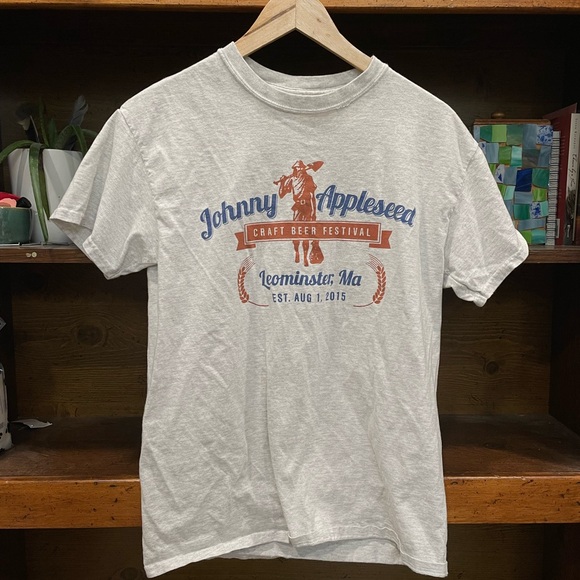 Johnny Appleseed
CRAFT BEER FESTIVAL
Leominster, Ma
EST. AUG 1, 2015